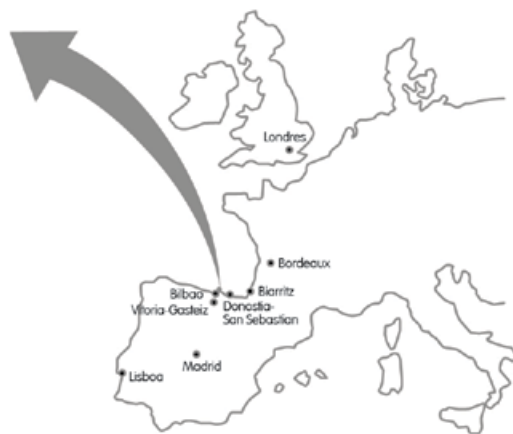 Londres
Bordeaux
Bilbao
Biarritz
Vitoria-Gasteiz
Donostia-
San Sebastian
Madrid
Lisboa